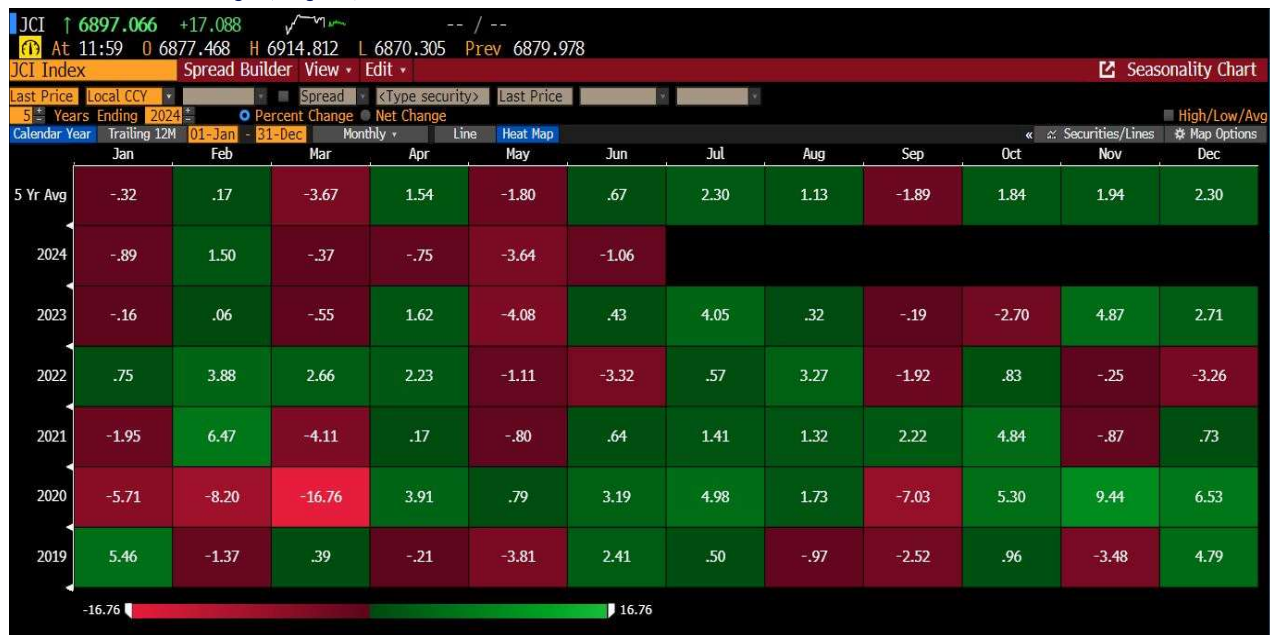 JCI ↑ 6897.066 +17.088 -- / --
At 11:59 O 6877.468 H 6914.812 L 6870.305 Prev 6879.978
JCI Index Spread Builder View Edit Seasonality Chart
Last Price Local CCY Spread <Type security> Last Price
5 Years Ending 2024 Percent Change Net Change High/Low/Avg
Calendar Year Trailing 12M 01-Jan - 31-Dec Monthly Line Heat Map « Securities/Lines Map Options
Jan Feb Mar Apr May Jun Jul Aug Sep Oct Nov Dec
5 Yr Avg -.32 .17 -3.67 1.54 -1.80 .67 2.30 1.13 -1.89 1.84 1.94 2.30
2024 -.89 1.50 -.37 -.75 -3.64 -1.06
2023 -.16 .06 -.55 1.62 -4.08 .43 4.05 .32 -.19 -2.70 4.87 2.71
2022 .75 3.88 2.66 2.23 -1.11 -3.32 .57 3.27 -1.92 .83 -.25 -3.26
2021 -1.95 6.47 -4.11 .17 -.80 .64 1.41 1.32 2.22 4.84 -.87 .73
2020 -5.71 -8.20 -16.76 3.91 .79 3.19 4.98 1.73 -7.03 5.30 9.44 6.53
2019 5.46 -1.37 .39 -.21 -3.81 2.41 .50 -.97 -2.52 .96 -3.48 4.79
-16.76 16.76